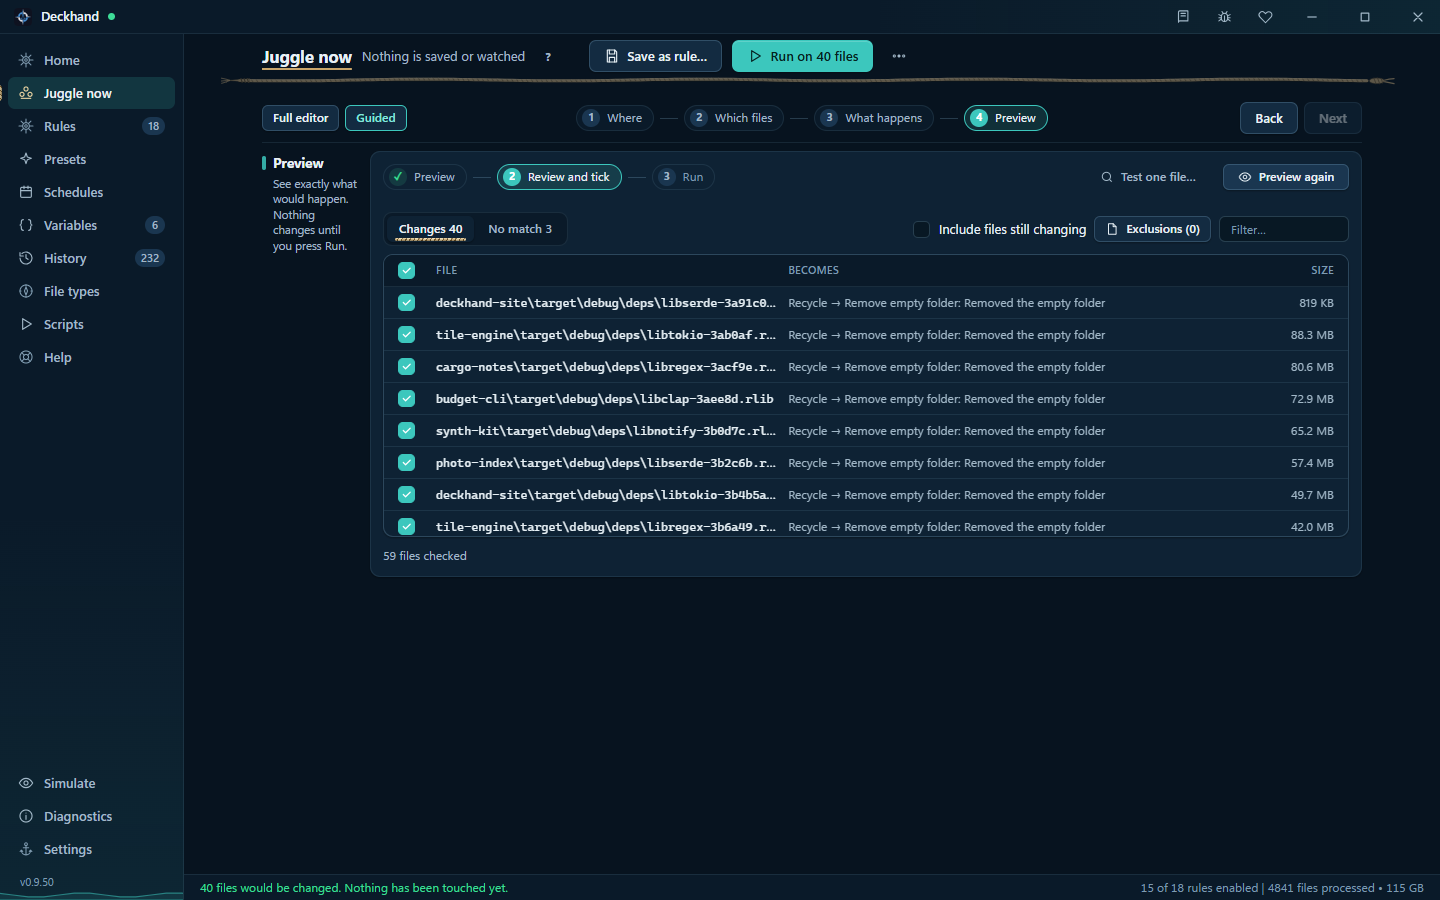 Deckhand
Home
Juggle now
Rules 18
Presets
Schedules
Variables 6
History 232
File types
Scripts
Help
Simulate
Diagnostics
Settings
v0.9.50
Juggle now Nothing is saved or watched ? Save as rule... Run on 40 files
Full editor Guided 1 Where 2 Which files 3 What happens 4 Preview Back Next
Preview
See exactly what
would happen.
Nothing
changes until
you press Run.
Preview 2 Review and tick 3 Run Test one file... Preview again
Changes 40 No match 3 Include files still changing Exclusions (0) Filter...
FILE BECOMES SIZE
deckhand-site\target\debug\deps\libserde-3a91c0... Recycle → Remove empty folder: Removed the empty folder 819 KB
tile-engine\target\debug\deps\libtokio-3ab0af.r... Recycle → Remove empty folder: Removed the empty folder 88.3 MB
cargo-notes\target\debug\deps\libregex-3acf9e.r... Recycle → Remove empty folder: Removed the empty folder 80.6 MB
budget-cli\target\debug\deps\libclap-3aee8d.rlib Recycle → Remove empty folder: Removed the empty folder 72.9 MB
synth-kit\target\debug\deps\libnotify-3b0d7c.rl... Recycle → Remove empty folder: Removed the empty folder 65.2 MB
photo-index\target\debug\deps\libserde-3b2c6b.r... Recycle → Remove empty folder: Removed the empty folder 57.4 MB
deckhand-site\target\debug\deps\libtokio-3b4b5a... Recycle → Remove empty folder: Removed the empty folder 49.7 MB
tile-engine\target\debug\deps\libregex-3b6a49.r... Recycle → Remove empty folder: Removed the empty folder 42.0 MB
59 files checked
40 files would be changed. Nothing has been touched yet. 15 of 18 rules enabled | 4841 files processed • 115 GB